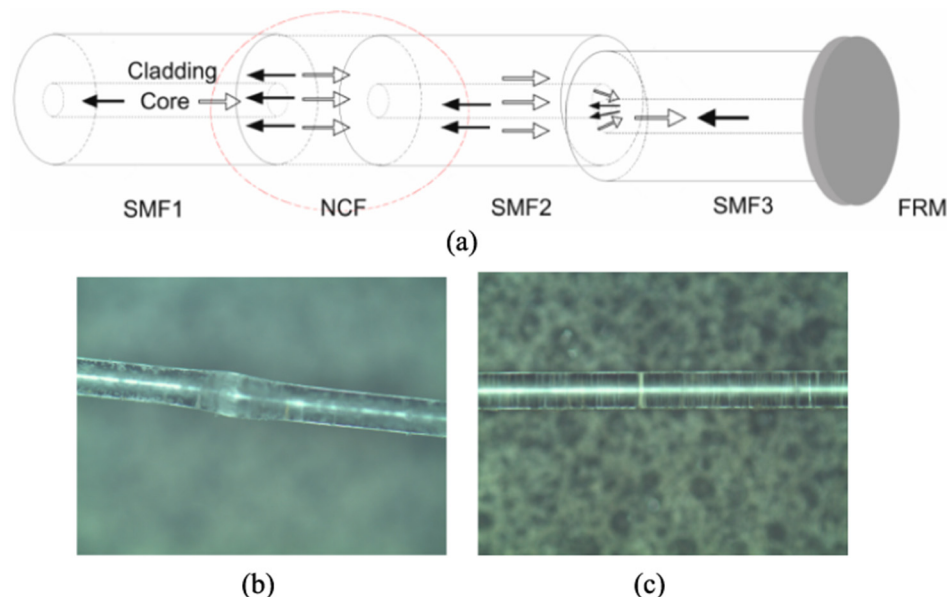 Cladding
Core
SMF1
NCF
SMF2
SMF3
FRM
(a)
(b)
(c)